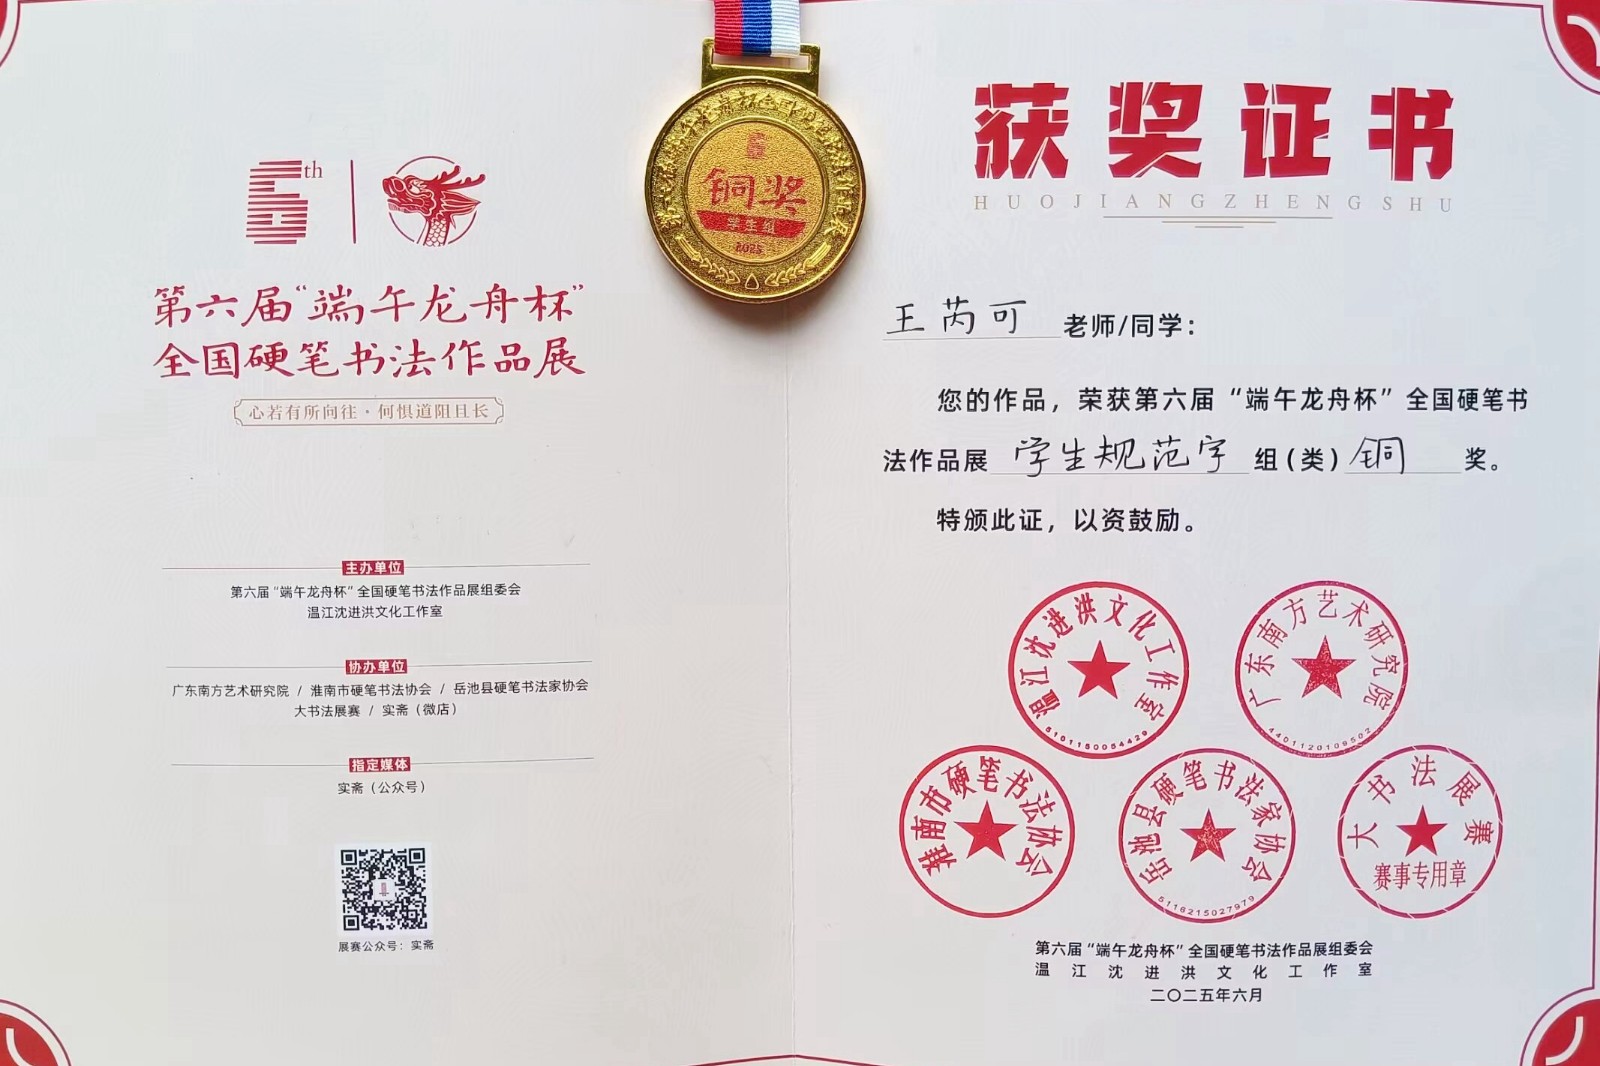 6th
第六届“端午龙舟杯”
全国硬笔书法作品展
心若有所向往·何惧道阻且长
主办单位
第六届“端午龙舟杯”全国硬笔书法作品展组委会
温江沈进洪文化工作室
协办单位
广东南方艺术研究院 / 淮南市硬笔书法协会 / 岳池县硬笔书法家协会
大书法展赛 / 实斋（微店）
指定媒体
实斋（公众号）
展赛公众号：实斋
6
铜奖
学生组
2025
获奖证书
HUOJIANGZHENGSHU
王芮可 老师/同学：
您的作品，荣获第六届“端午龙舟杯”全国硬笔书
法作品展 学生规范字 组（类）铜 奖。
特颁此证，以资鼓励。
温江沈进洪文化工作室
5101150054429
广东南方艺术研究院
4401120109502
淮南市硬笔书法协会
岳池县硬笔书法家协会
5116215027979
大书法展赛
赛事专用章
第六届“端午龙舟杯”全国硬笔书法作品展组委会
温江沈进洪文化工作室
二〇二五年六月